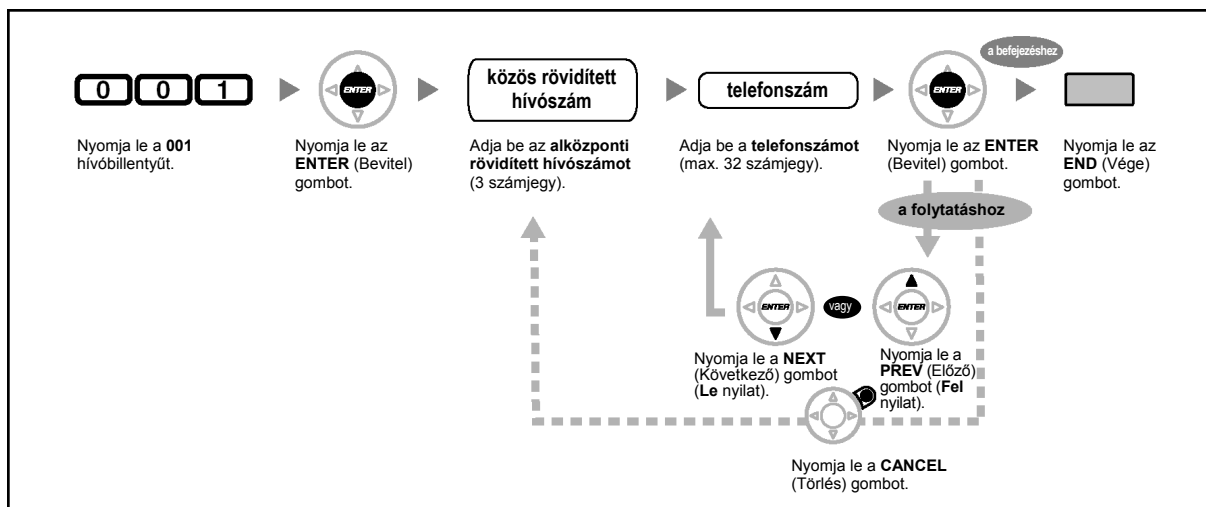 a befejezéshez
0 0 1
ENTER
közös rövidített
hívószám
telefonszám
ENTER
Nyomja le a 001
hívóbillentyűt.
Nyomja le az
ENTER (Bevitel)
gombot.
Adja be az alközponti
rövidített hívószámot
(3 számjegy).
Adja be a telefonszámot
(max. 32 számjegy).
Nyomja le az ENTER
(Bevitel) gombot.
Nyomja le az
END (Vége)
gombot.
a folytatáshoz
ENTER
vagy
ENTER
Nyomja le a NEXT
(Következő) gombot
(Le nyilat).
Nyomja le a
PREV (Előző)
gombot (Fel
nyilat).
Nyomja le a CANCEL
(Törlés) gombot.